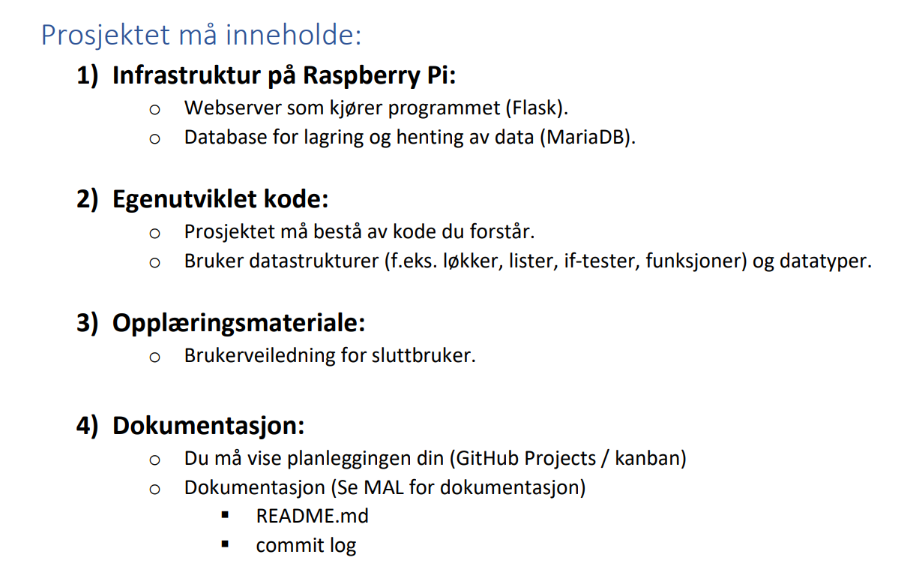 Prosjektet må inneholde:
1) Infrastruktur på Raspberry Pi:
o Webserver som kjører programmet (Flask).
o Database for lagring og henting av data (MariaDB).
2) Egenutviklet kode:
o Prosjektet må bestå av kode du forstår.
o Bruker datastrukturer (f.eks. løkker, lister, if-tester, funksjoner) og datatyper.
3) Opplæringsmateriale:
o Brukerveiledning for sluttbruker.
4) Dokumentasjon:
o Du må vise planleggingen din (GitHub Projects / kanban)
o Dokumentasjon (Se MAL for dokumentasjon)
▪ README.md
▪ commit log